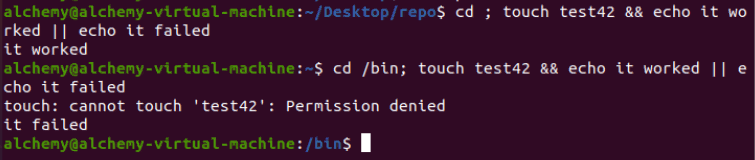 alchemy@alchemy-virtual-machine:~/Desktop/repo$ cd ; touch test42 && echo it wo
rked || echo it failed
it worked
alchemy@alchemy-virtual-machine:~$ cd /bin; touch test42 && echo it worked || e
cho it failed
touch: cannot touch 'test42': Permission denied
it failed
alchemy@alchemy-virtual-machine:/bin$